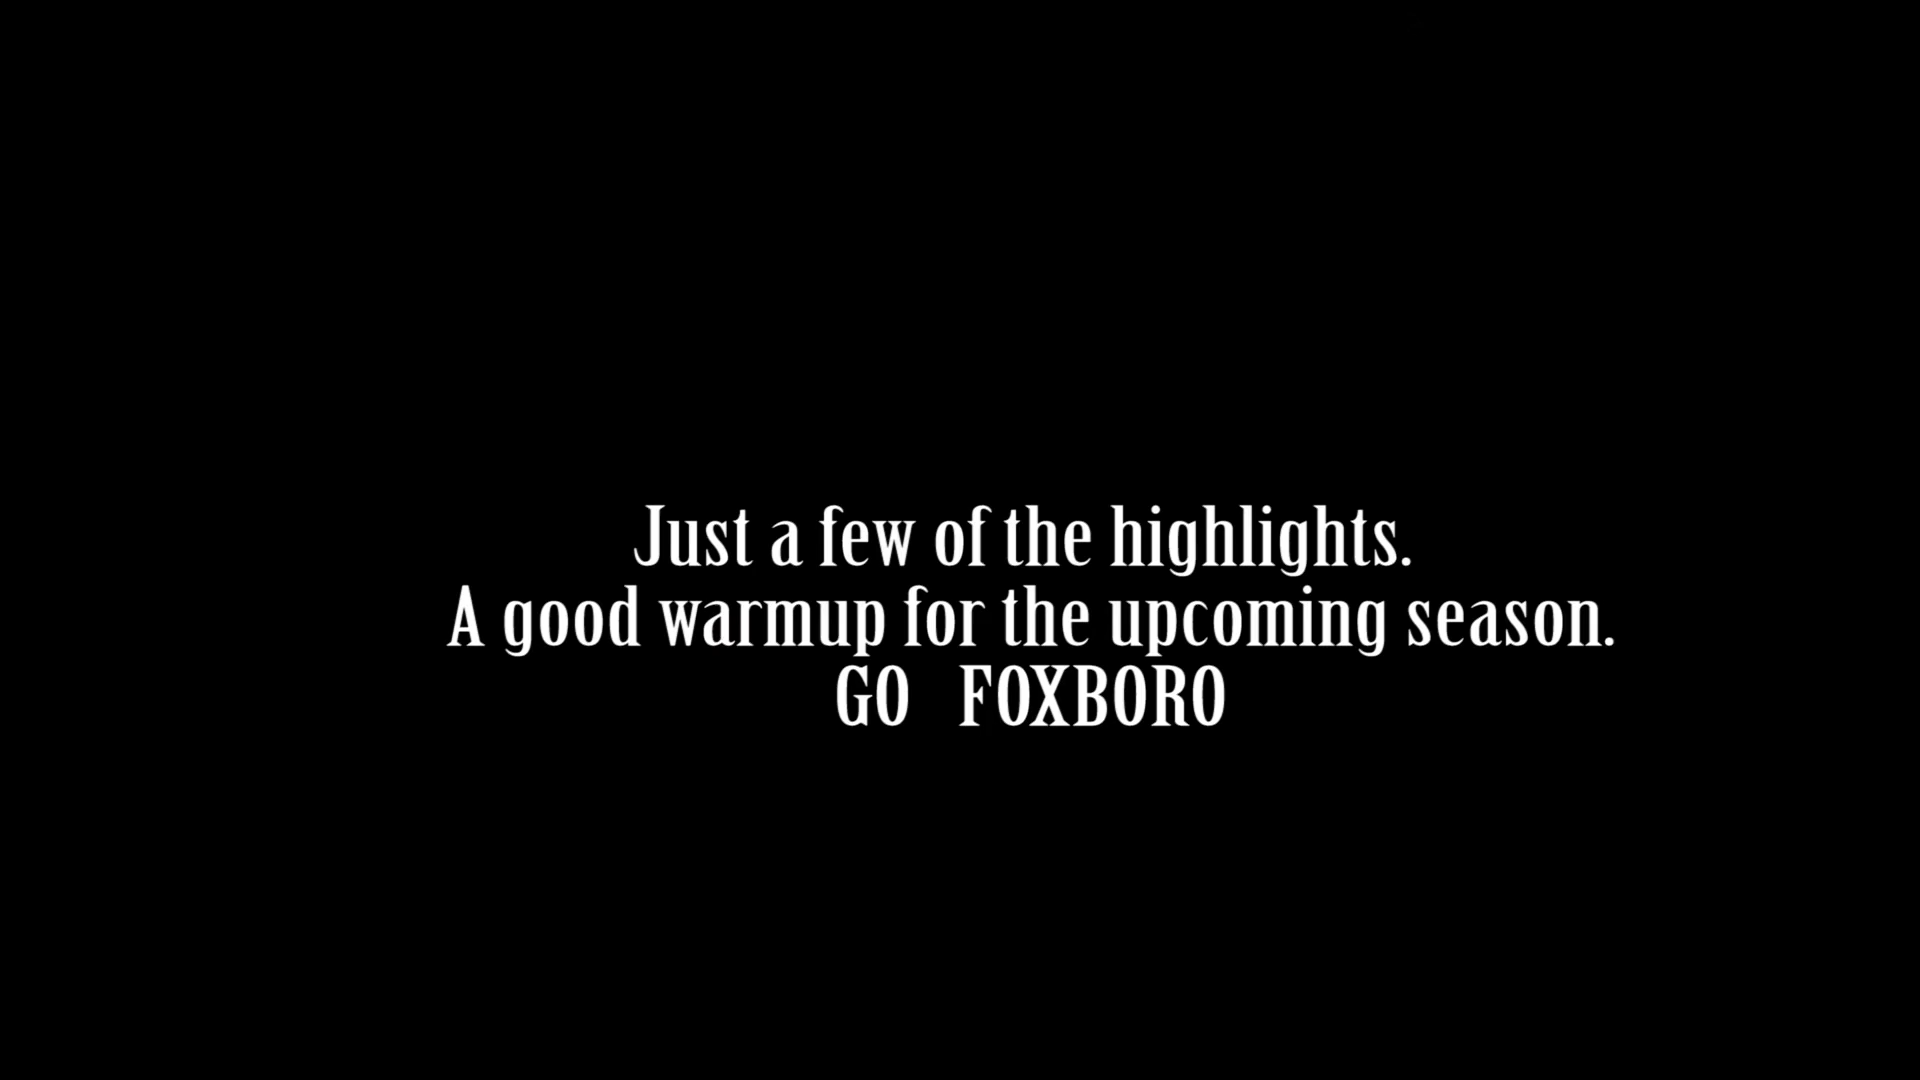 Just a few of the highlights.
A good warmup for the upcoming season.
GO FOXBORO